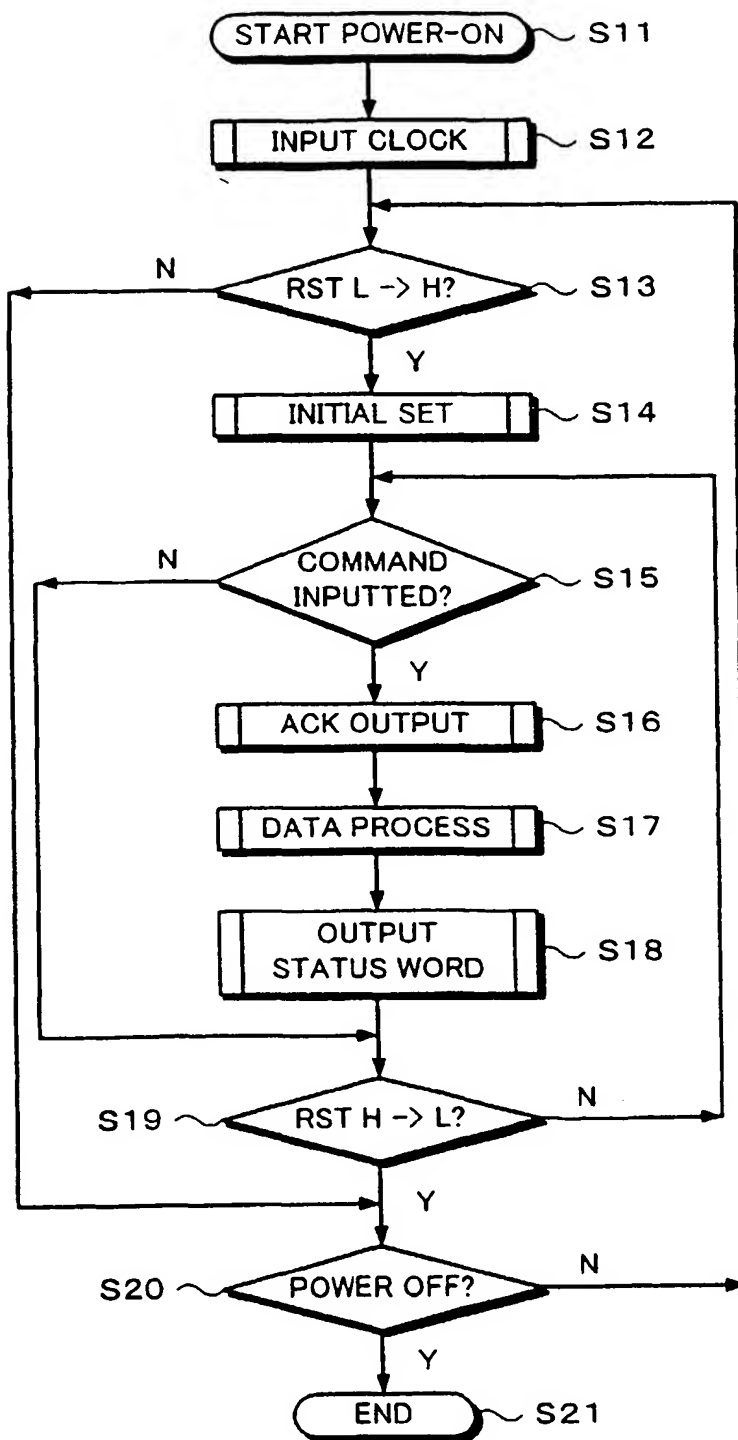 START POWER-ON S11
INPUT CLOCK S12
N
RST L -> H? S13
Y
INITIAL SET S14
N
COMMAND
INPUTTED? S15
Y
ACK OUTPUT S16
DATA PROCESS S17
OUTPUT
STATUS WORD S18
S19 RST H -> L? N
Y
S20 POWER OFF? N
Y
END S21